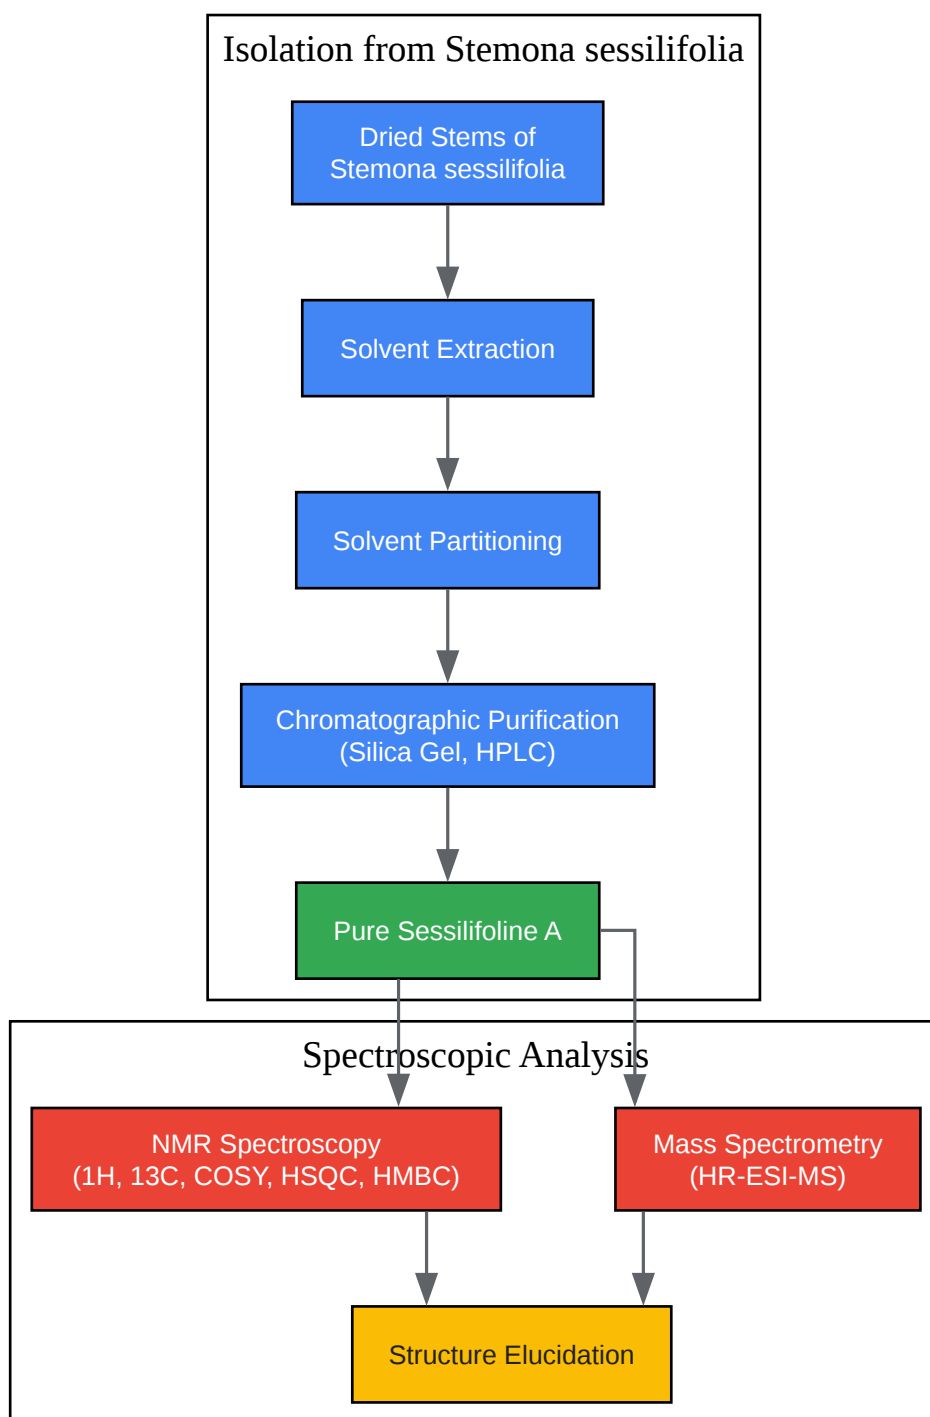 Isolation from Stemona sessilifolia
Dried Stems of
Stemona sessilifolia
Solvent Extraction
Solvent Partitioning
Chromatographic Purification
(Silica Gel, HPLC)
Pure Sessilifoline A
Spectroscopic Analysis
NMR Spectroscopy
(1H, 13C, COSY, HSQC, HMBC)
Mass Spectrometry
(HR-ESI-MS)
Structure Elucidation